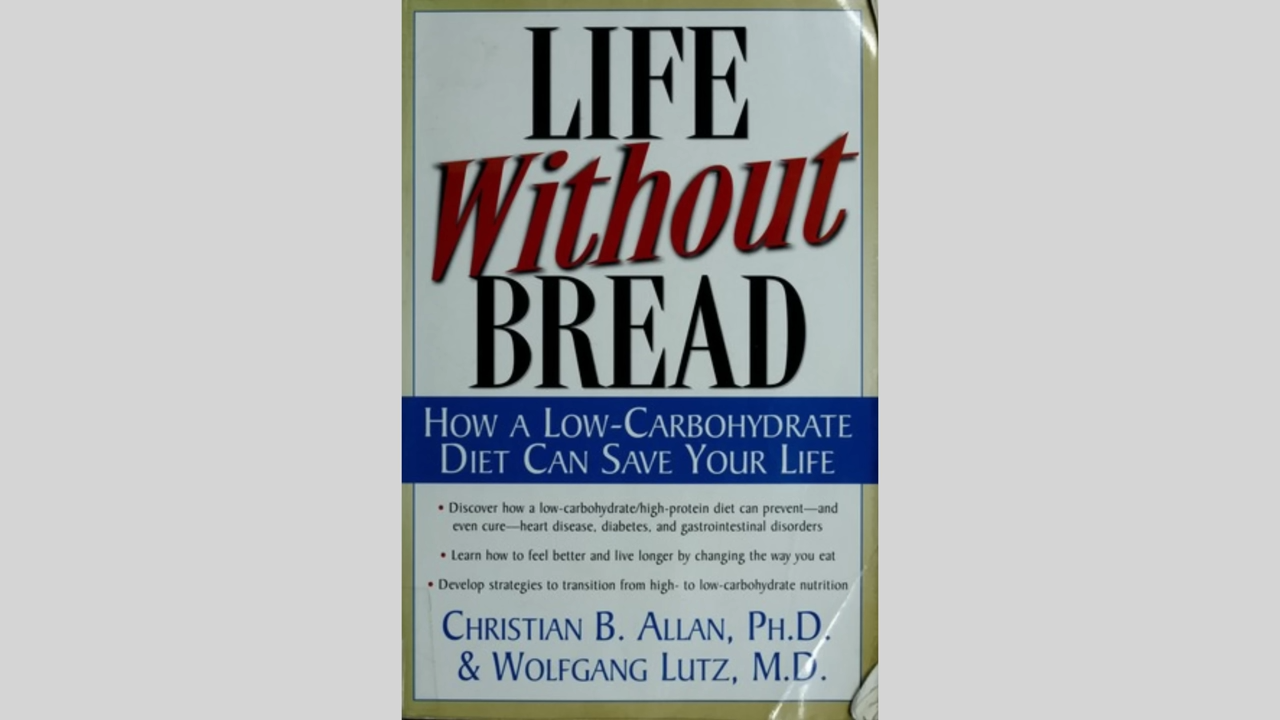 LIFE
Without
BREAD
HOW A LOW-CARBOHYDRATE
DIET CAN SAVE YOUR LIFE
• Discover how a low-carbohydrate/high-protein diet can prevent—and
even cure—heart disease, diabetes, and gastrointestinal disorders
• Learn how to feel better and live longer by changing the way you eat
• Develop strategies to transition from high- to low-carbohydrate nutrition
CHRISTIAN B. ALLAN, PH.D.
& WOLFGANG LUTZ, M.D.